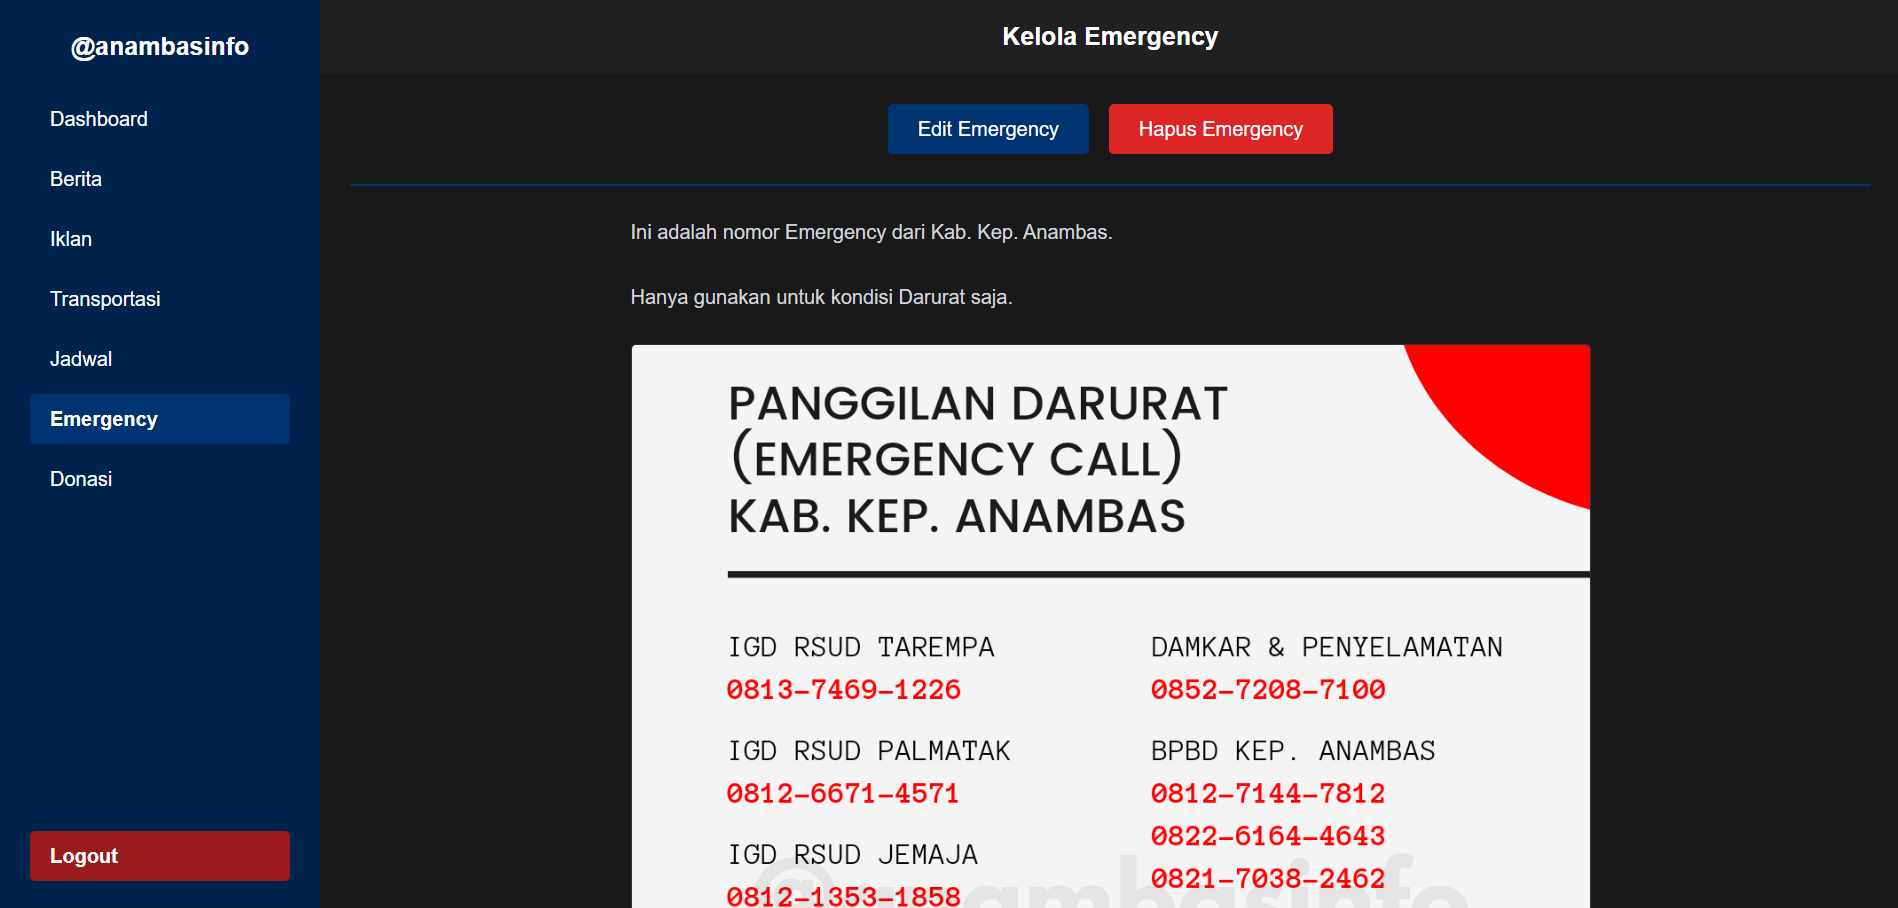 @anambasinfo
Dashboard
Berita
Iklan
Transportasi
Jadwal
Emergency
Donasi
Logout
Kelola Emergency
Edit Emergency
Hapus Emergency
Ini adalah nomor Emergency dari Kab. Kep. Anambas.
Hanya gunakan untuk kondisi Darurat saja.
PANGGILAN DARURAT
(EMERGENCY CALL)
KAB. KEP. ANAMBAS
IGD RSUD TAREMPA
0813-7469-1226
IGD RSUD PALMATAK
0812-6671-4571
IGD RSUD JEMAJA
0812-1353-1858
DAMKAR & PENYELAMATAN
0852-7208-7100
BPBD KEP. ANAMBAS
0812-7144-7812
0822-6164-4643
0821-7038-2462
@anambasinfo